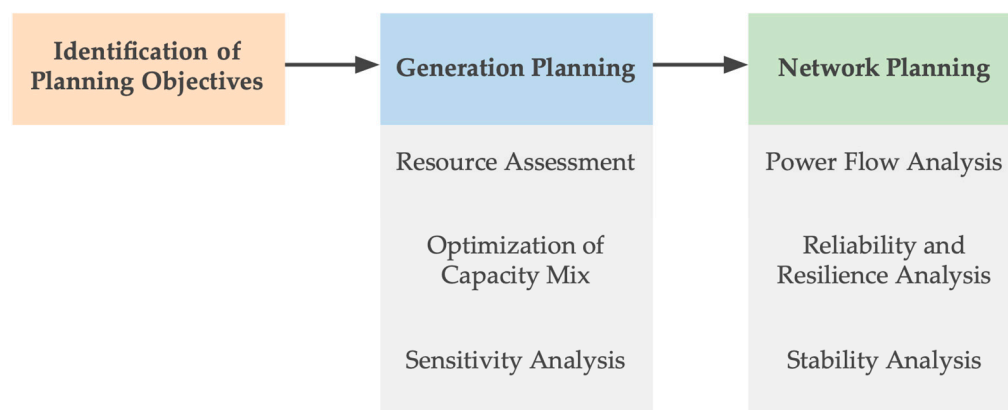 Identification of
Planning Objectives
Generation Planning
Resource Assessment
Optimization of
Capacity Mix
Sensitivity Analysis
Network Planning
Power Flow Analysis
Reliability and
Resilience Analysis
Stability Analysis